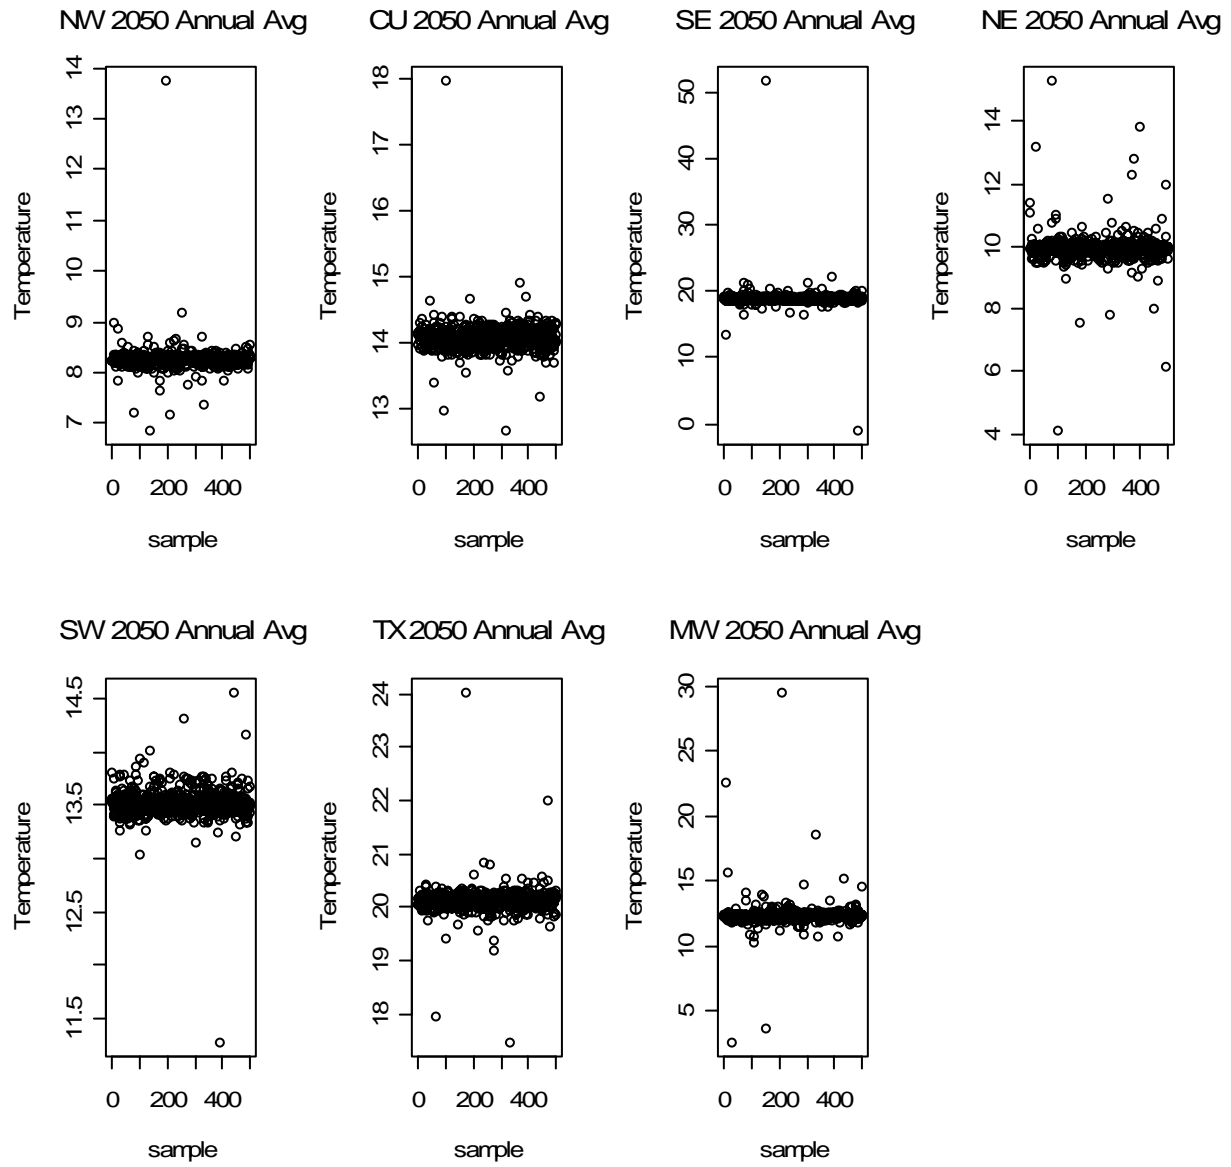 NW 2050 Annual Avg
CU 2050 Annual Avg
SE 2050 Annual Avg
NE 2050 Annual Avg
Temperature
7
8
9
10
11
12
13
14
0 200 400
sample
Temperature
13
14
15
16
17
18
0 200 400
sample
Temperature
0
10
20
30
40
50
0 200 400
sample
Temperature
4
6
8
10
12
14
0 200 400
sample
SW 2050 Annual Avg
TX 2050 Annual Avg
MW 2050 Annual Avg
Temperature
11.5
12.5
13.5
14.5
0 200 400
sample
Temperature
18
19
20
21
22
23
24
0 200 400
sample
Temperature
5
10
15
20
25
30
0 200 400
sample